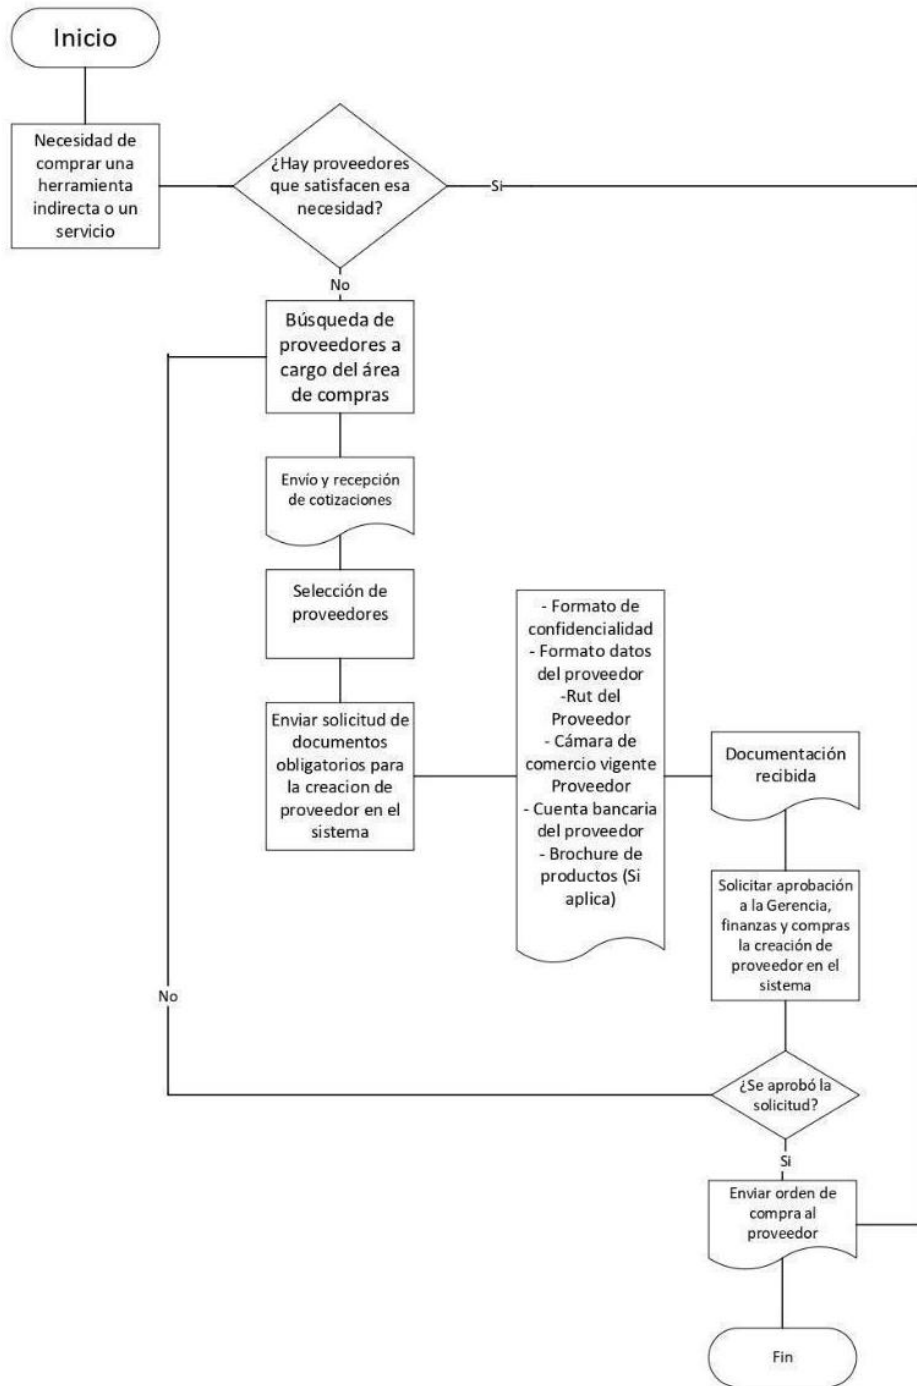 Inicio
Necesidad de
comprar una
herramienta
indirecta o un
servicio
¿Hay proveedores
que satisfacen esa
necesidad?
Si
No
Búsqueda de
proveedores a
cargo del área
de compras
Envío y recepción
de cotizaciones
Selección de
proveedores
Enviar solicitud de
documentos
obligatorios para
la creacion de
proveedor en el
sistema
- Formato de
confidencialidad
- Formato datos
del proveedor
-Rut del
Proveedor
- Cámara de
comercio vigente
Proveedor
- Cuenta bancaria
del proveedor
- Brochure de
productos (Si
aplica)
Documentación
recibida
Solicitar aprobación
a la Gerencia,
finanzas y compras
la creación de
proveedor en el
sistema
No
¿Se aprobó la
solicitud?
Si
Enviar orden de
compra al
proveedor
Fin